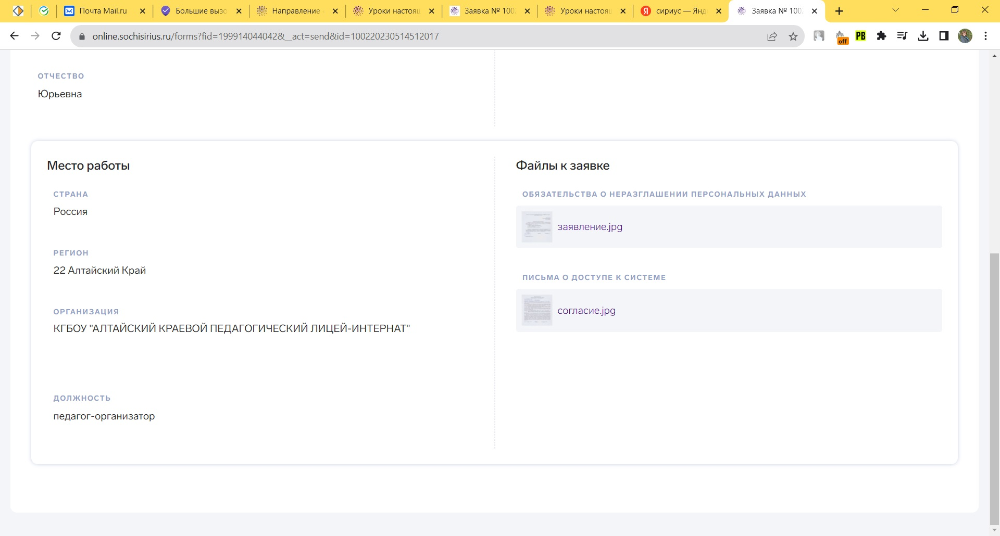 Почта Mail.ru
Большие вызо
Направление
Уроки настоящ
Заявка № 100
Уроки настоящ
сириус — Янд
Заявка № 100
online.sochisirius.ru/forms?fid=199914044042&__act=send&id=100220230514512017
off
PB
ОТЧЕСТВО
Юрьевна
Место работы
СТРАНА
Россия
РЕГИОН
22 Алтайский Край
ОРГАНИЗАЦИЯ
КГБОУ "АЛТАЙСКИЙ КРАЕВОЙ ПЕДАГОГИЧЕСКИЙ ЛИЦЕЙ-ИНТЕРНАТ"
ДОЛЖНОСТЬ
педагог-организатор
Файлы к заявке
ОБЯЗАТЕЛЬСТВА О НЕРАЗГЛАШЕНИИ ПЕРСОНАЛЬНЫХ ДАННЫХ
заявление.jpg
ПИСЬМА О ДОСТУПЕ К СИСТЕМЕ
согласие.jpg